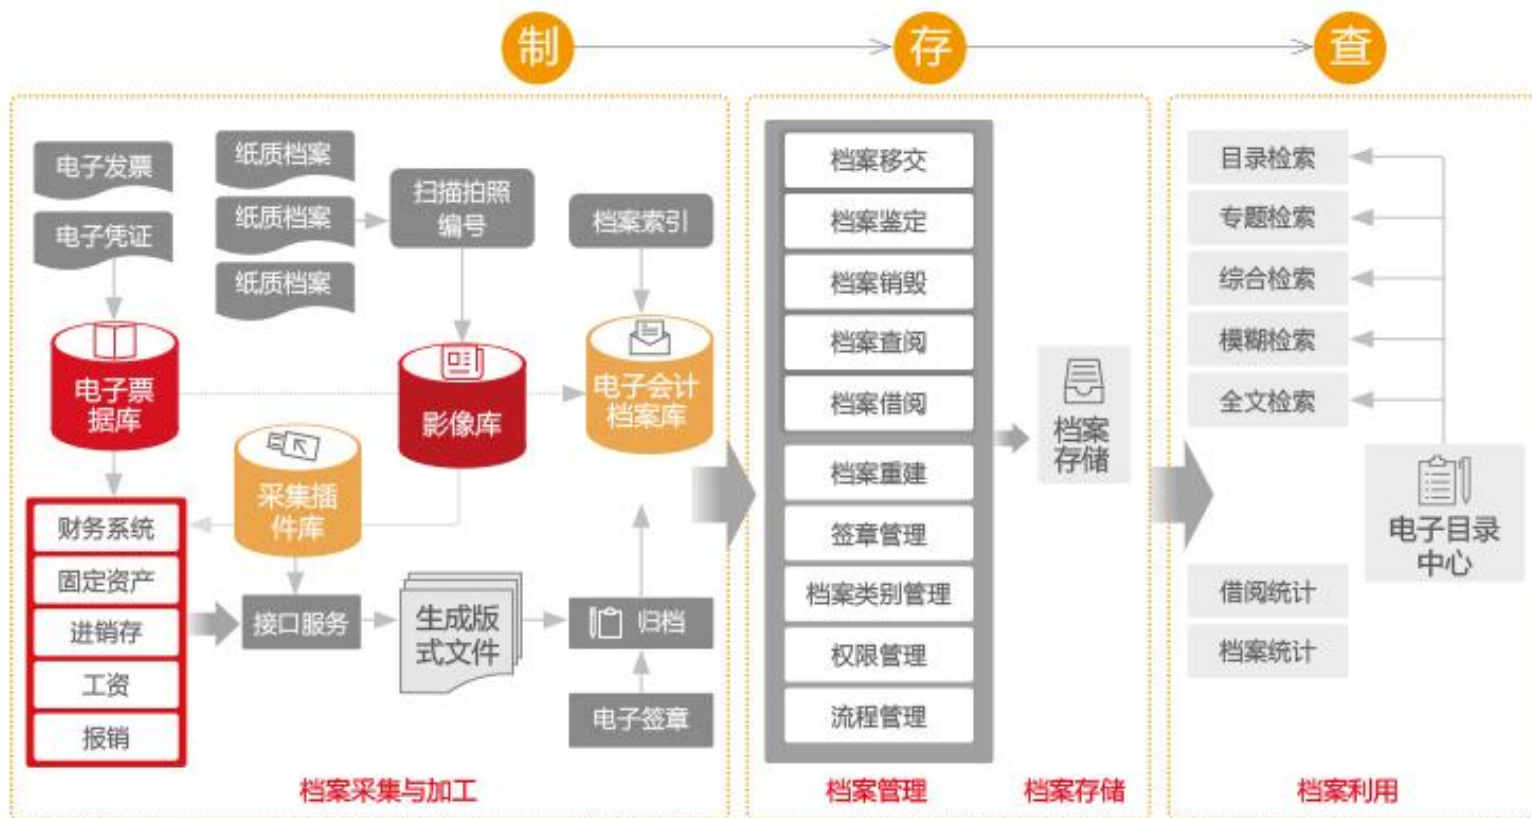 制
存
查
电子发票
电子凭证
纸质档案
纸质档案
纸质档案
扫描拍照
编号
档案索引
电子票
据库
影像库
电子会计
档案库
采集插
件库
财务系统
固定资产
进销存
工资
报销
接口服务
生成版
式文件
归档
电子签章
档案采集与加工
档案移交
档案鉴定
档案销毁
档案查阅
档案借阅
档案重建
签章管理
档案类别管理
权限管理
流程管理
档案管理
档案
存储
档案存储
目录检索
专题检索
综合检索
模糊检索
全文检索
电子目录
中心
借阅统计
档案统计
档案利用